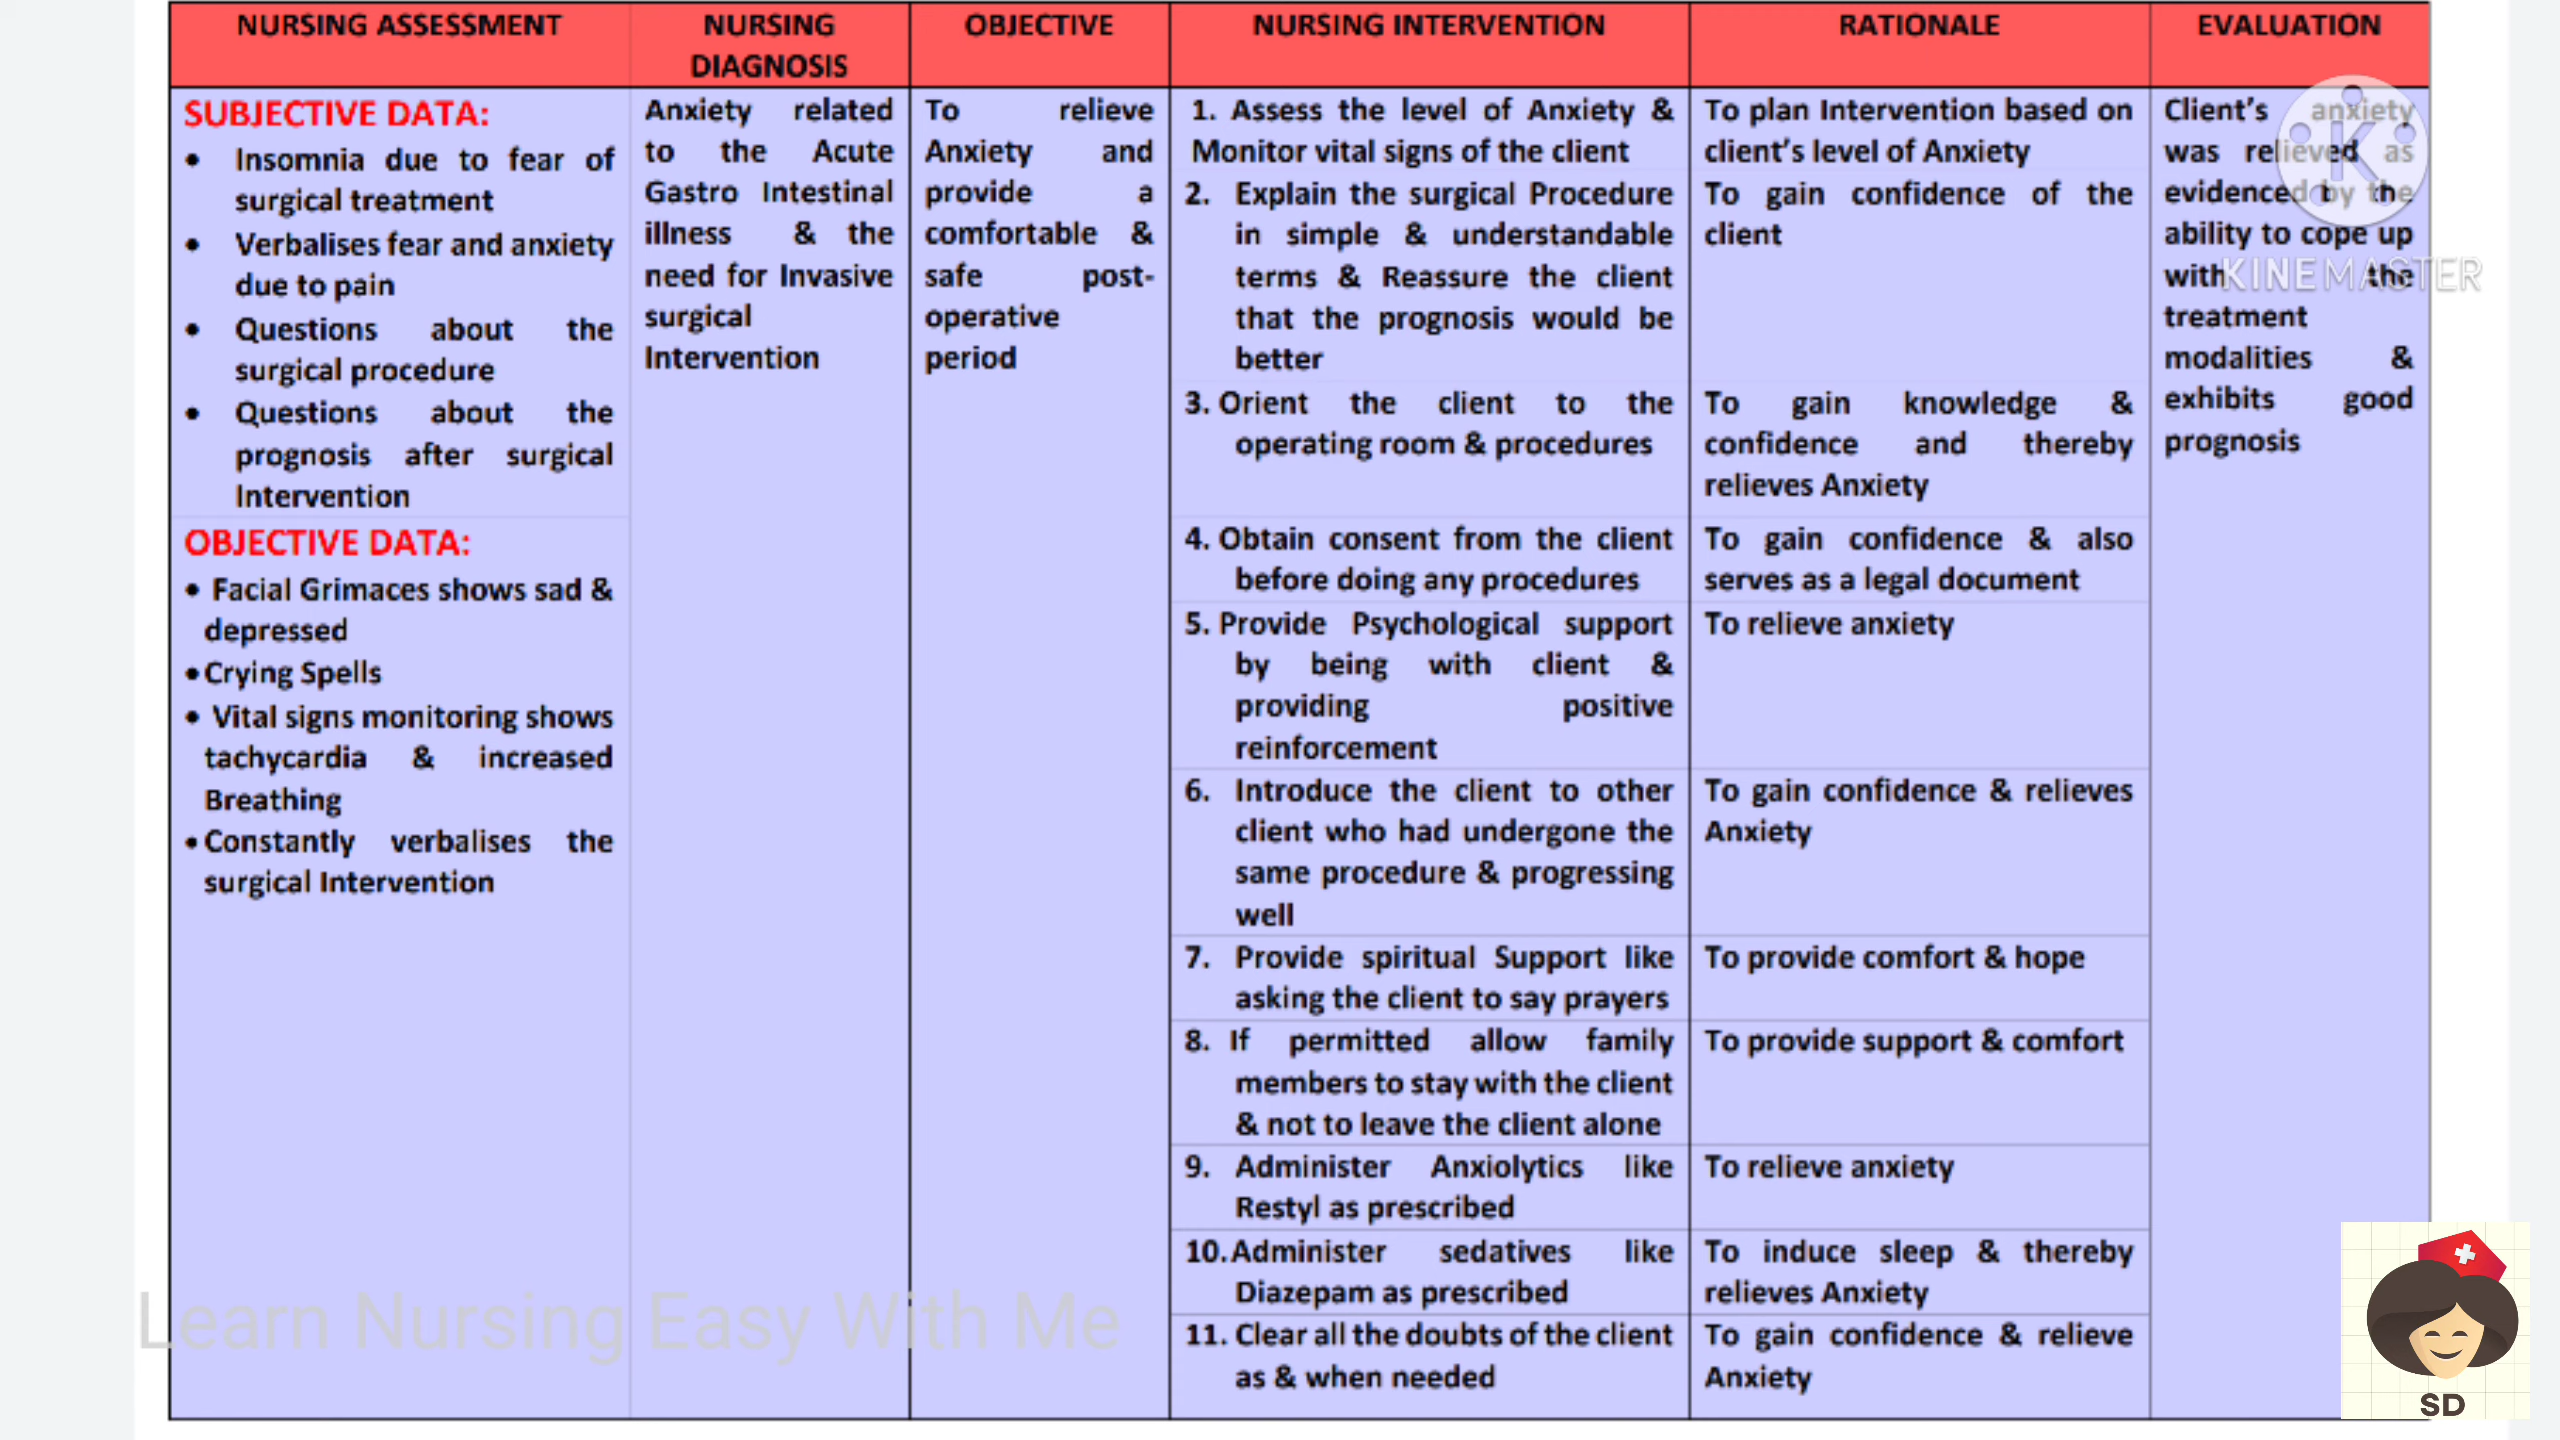 NURSING ASSESSMENT
NURSING
DIAGNOSIS
OBJECTIVE
NURSING INTERVENTION
RATIONALE
EVALUATION
SUBJECTIVE DATA:
• Insomnia due to fear of
surgical treatment
• Verbalises fear and anxiety
due to pain
• Questions about the
surgical procedure
• Questions about the
prognosis after surgical
Intervention
OBJECTIVE DATA:
• Facial Grimaces shows sad &
depressed
• Crying Spells
• Vital signs monitoring shows
tachycardia & increased
Breathing
• Constantly verbalises the
surgical Intervention
Anxiety related
to the Acute
Gastro Intestinal
illness & the
need for Invasive
surgical
Intervention
To relieve
Anxiety and
provide a
comfortable &
safe post-
operative
period
1. Assess the level of Anxiety &
Monitor vital signs of the client
To plan Intervention based on
client's level of Anxiety
2. Explain the surgical Procedure
in simple & understandable
terms & Reassure the client
that the prognosis would be
better
To gain confidence of the
client
3. Orient the client to the
operating room & procedures
To gain knowledge &
confidence and thereby
relieves Anxiety
4. Obtain consent from the client
before doing any procedures
To gain confidence & also
serves as a legal document
5. Provide Psychological support
by being with client &
providing positive
reinforcement
To relieve anxiety
6. Introduce the client to other
client who had undergone the
same procedure & progressing
well
To gain confidence & relieves
Anxiety
7. Provide spiritual Support like
asking the client to say prayers
To provide comfort & hope
8. If permitted allow family
members to stay with the client
& not to leave the client alone
To provide support & comfort
9. Administer Anxiolytics like
Restyl as prescribed
To relieve anxiety
10. Administer sedatives like
Diazepam as prescribed
To induce sleep & thereby
relieves Anxiety
11. Clear all the doubts of the client
as & when needed
To gain confidence & relieve
Anxiety
Client's anxiety
was relieved as
evidenced by the
ability to cope up
with the
treatment
modalities &
exhibits good
prognosis
K
KINEMASTER
Learn Nursing Easy With Me
SD